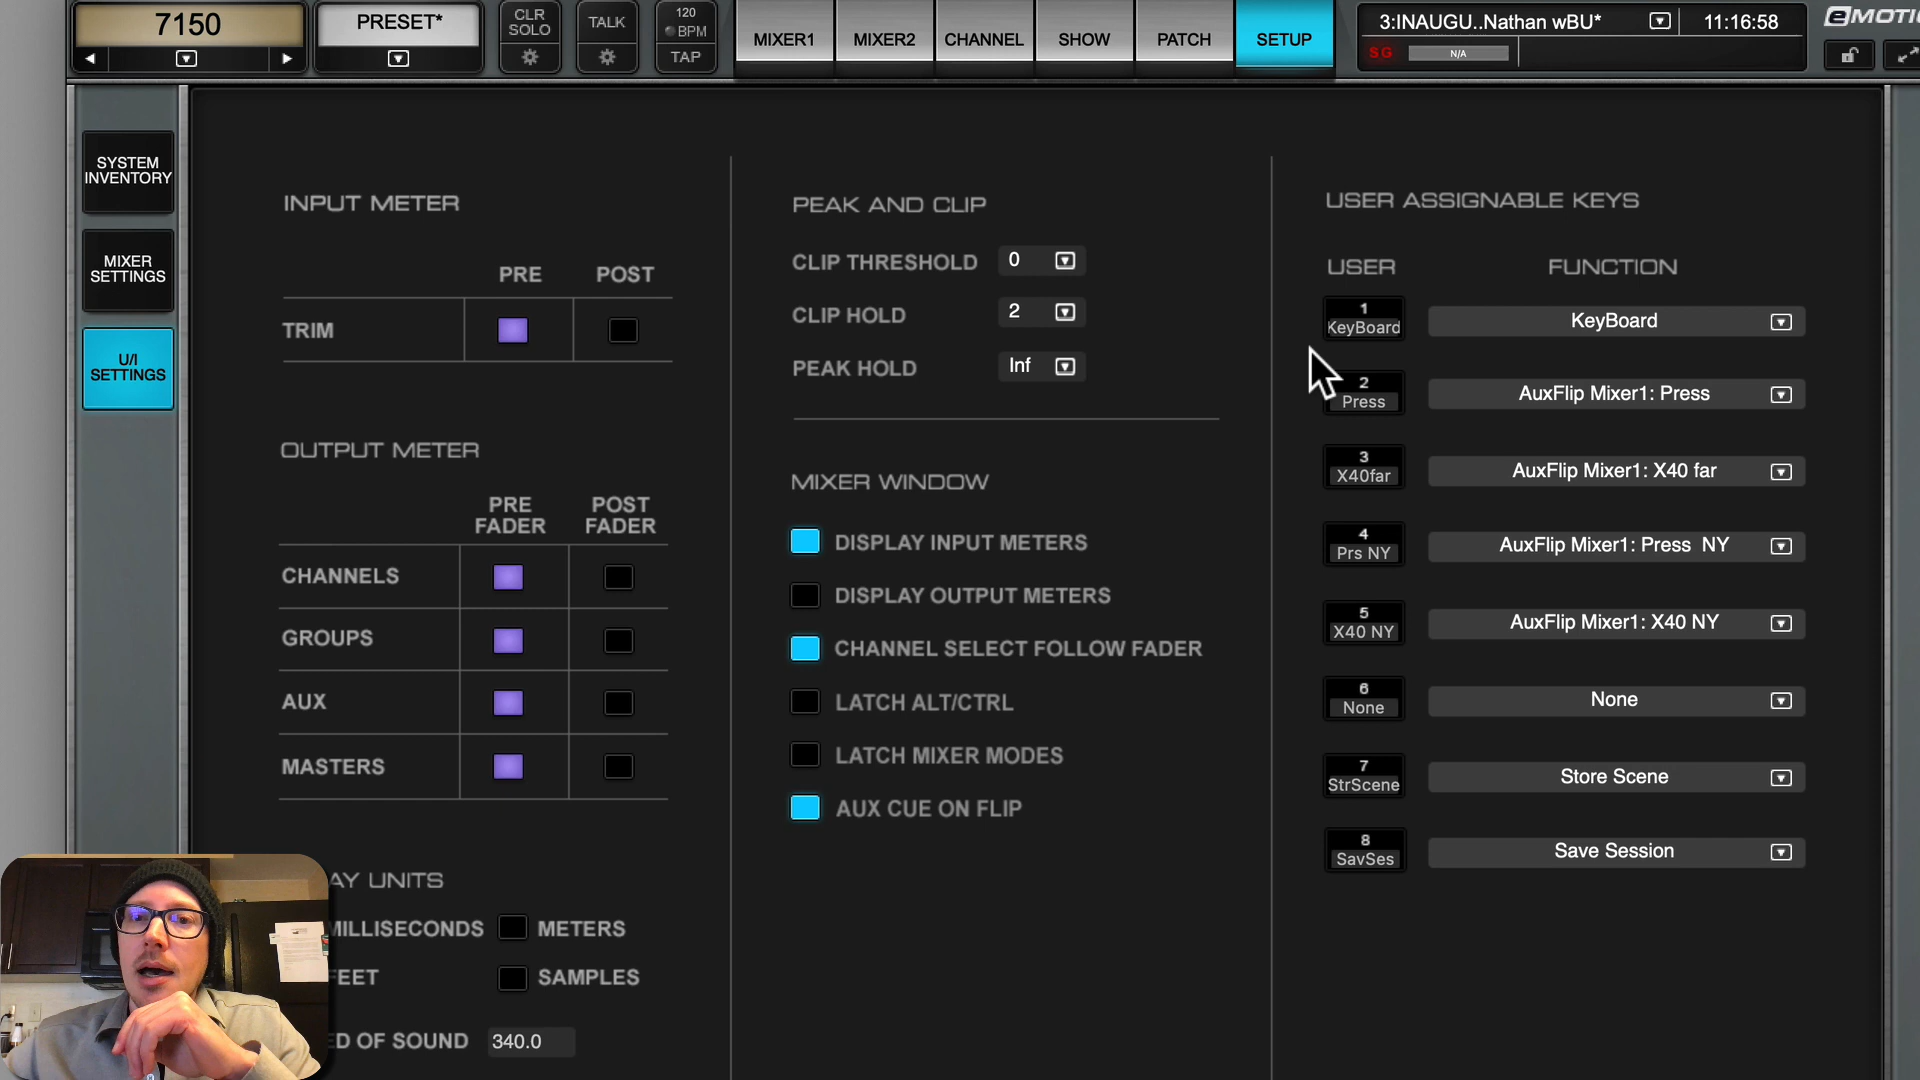 7150
PRESET*
CLR SOLO
TALK
120
BPM
TAP
MIXER1
MIXER2
CHANNEL
SHOW
PATCH
SETUP
3:INAUGU..Nathan wBU*
11:16:58
SG
N/A
SYSTEM INVENTORY
MIXER SETTINGS
U/I SETTINGS
INPUT METER
PRE POST
TRIM
OUTPUT METER
PRE FADER POST FADER
CHANNELS
GROUPS
AUX
MASTERS
AY UNITS
MILLISECONDS METERS
FEET SAMPLES
ED OF SOUND 340.0
PEAK AND CLIP
CLIP THRESHOLD 0
CLIP HOLD 2
PEAK HOLD Inf
MIXER WINDOW
DISPLAY INPUT METERS
DISPLAY OUTPUT METERS
CHANNEL SELECT FOLLOW FADER
LATCH ALT/CTRL
LATCH MIXER MODES
AUX CUE ON FLIP
USER ASSIGNABLE KEYS
USER FUNCTION
1 KeyBoard KeyBoard
2 Press AuxFlip Mixer1: Press
3 X40far AuxFlip Mixer1: X40 far
4 Prs NY AuxFlip Mixer1: Press NY
5 X40 NY AuxFlip Mixer1: X40 NY
6 None None
7 StrScene Store Scene
8 SavSes Save Session